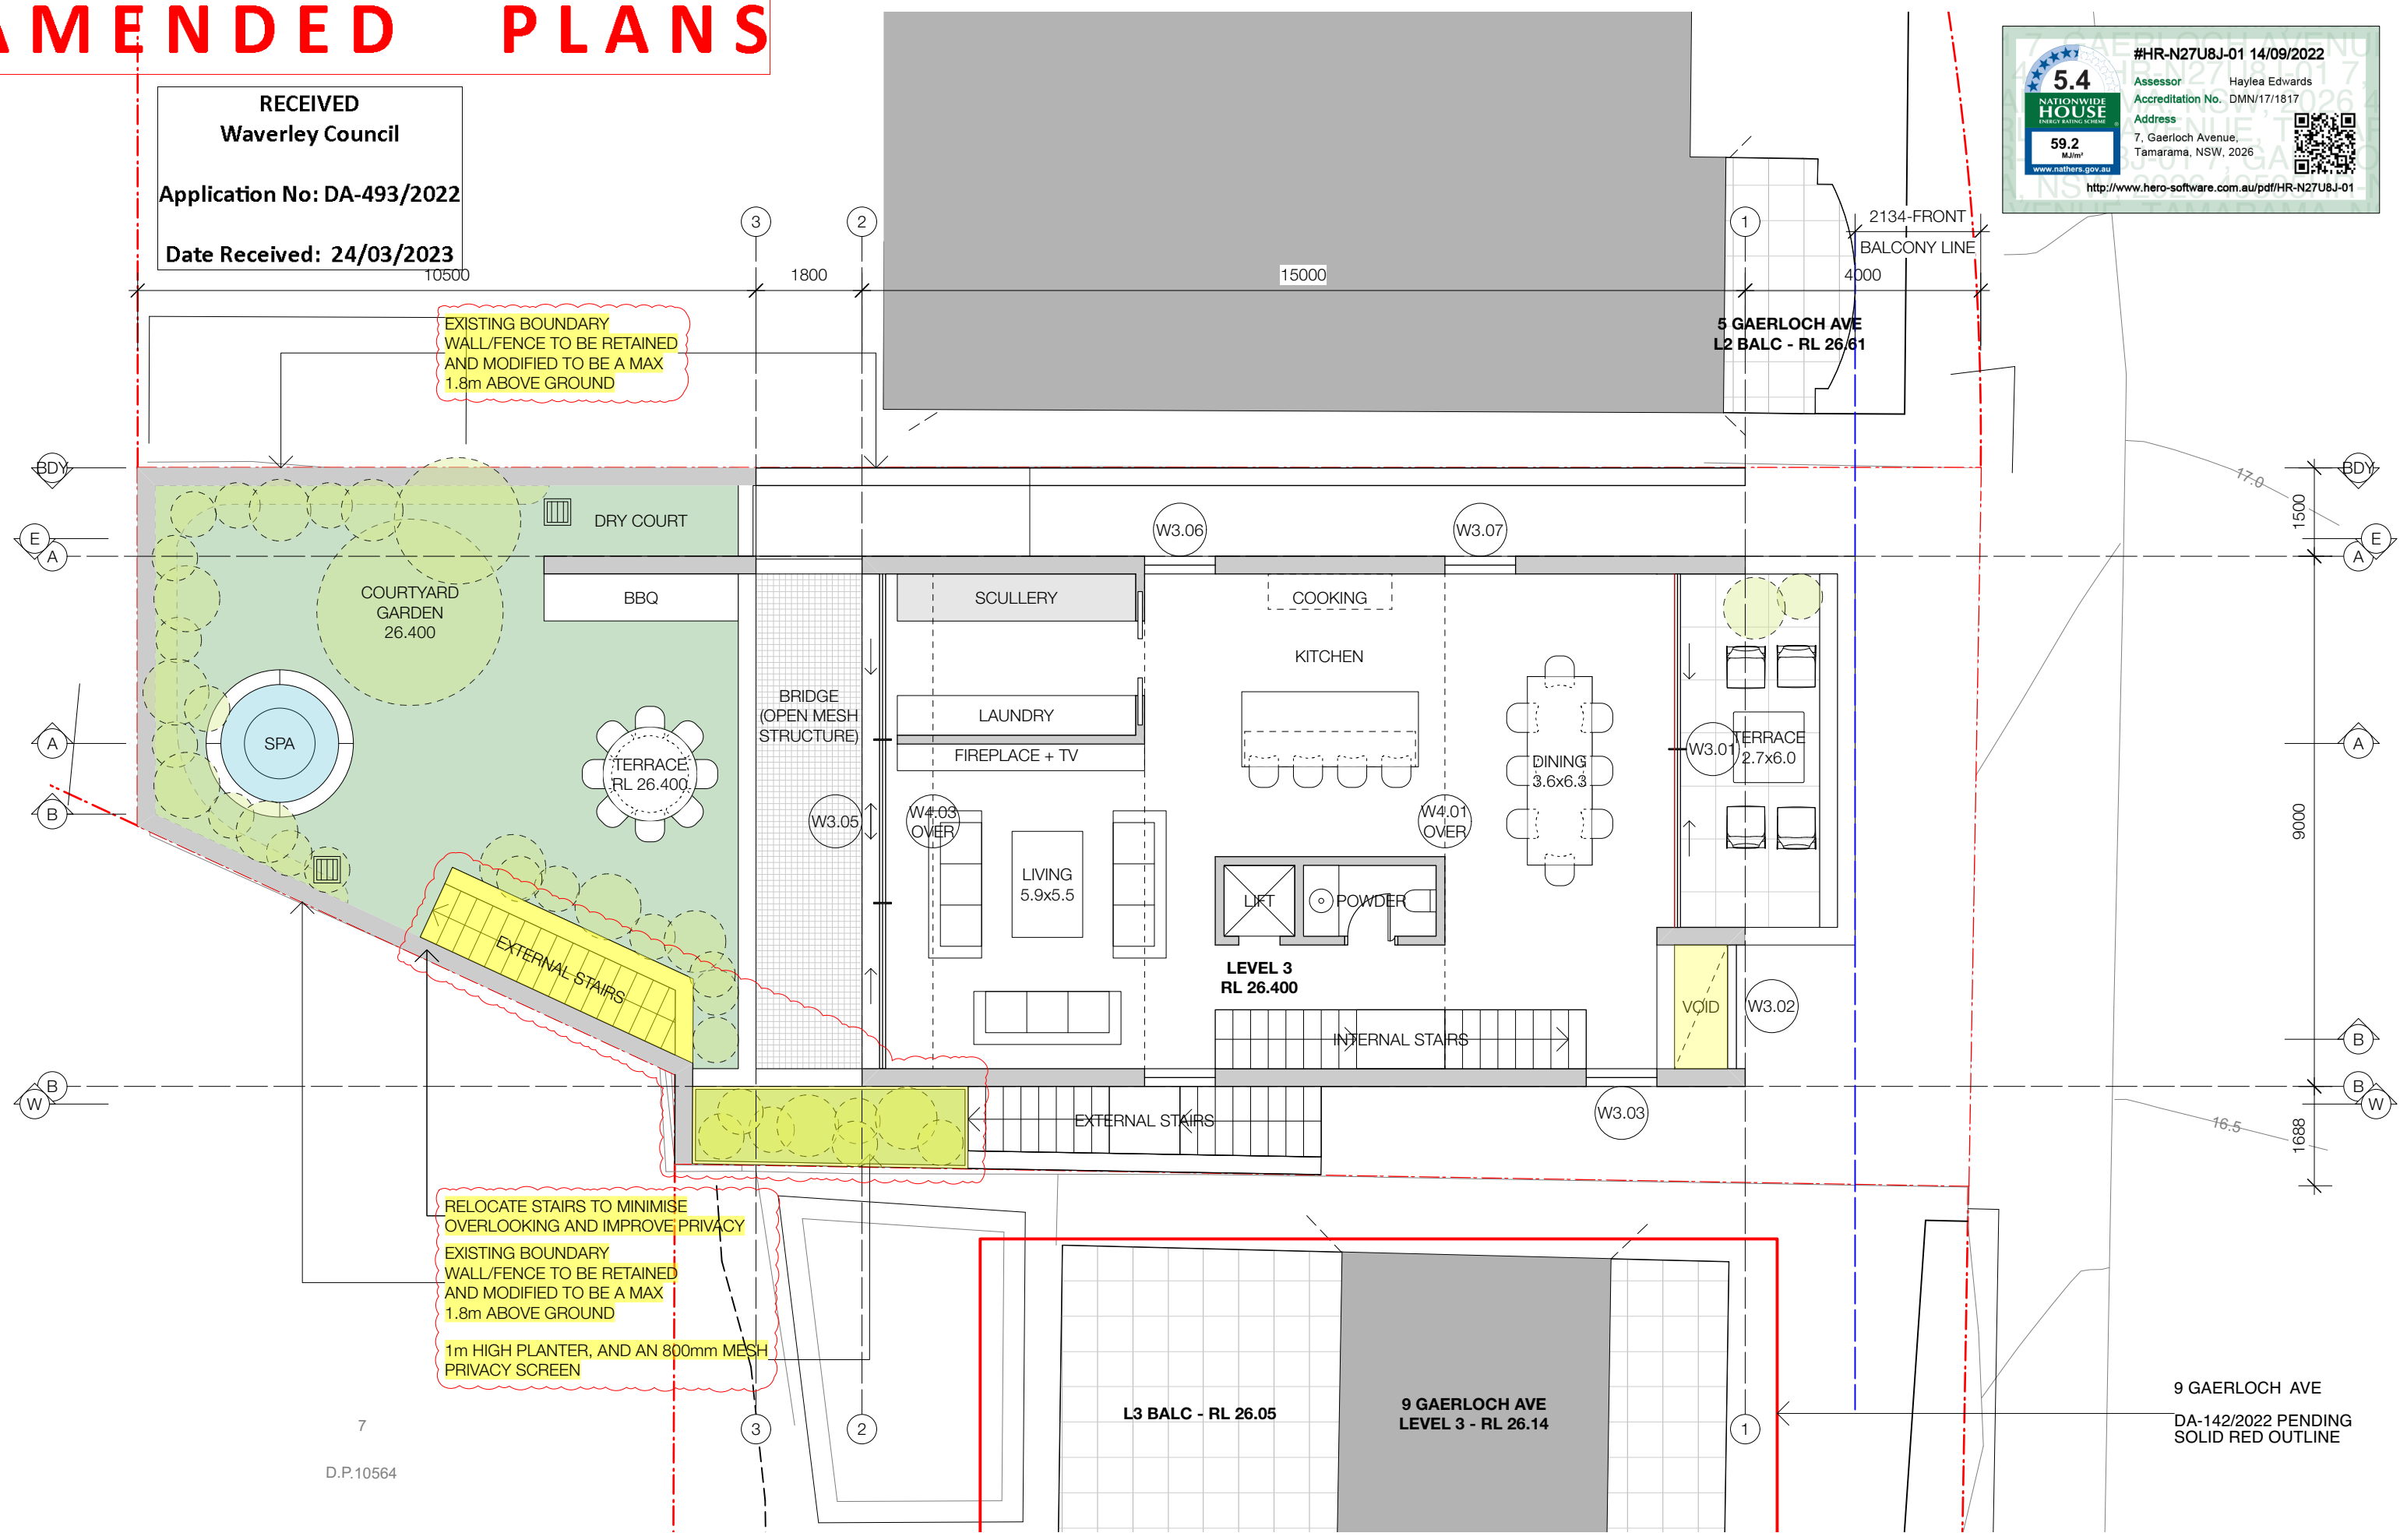 AMENDED PLANS
RECEIVED
Waverley Council
Application No: DA-493/2022
Date Received: 24/03/2023
#HR-N27U8J-01 14/09/2022
5.4
NATIONWIDE
HOUSE
ENERGY RATING SCHEME
59.2
MJ/m²
www.nathers.gov.au
Assessor Haylea Edwards
Accreditation No. DMN/17/1817
Address
7, Gaerloch Avenue,
Tamarama, NSW, 2026
http://www.hero-software.com.au/pdf/HR-N27U8J-01
3
2
1
2134-FRONT
BALCONY LINE
10500
1800
15000
4000
EXISTING BOUNDARY
WALL/FENCE TO BE RETAINED
AND MODIFIED TO BE A MAX
1.8m ABOVE GROUND
5 GAERLOCH AVE
L2 BALC - RL 26.61
BDY
BDY
17.0
1500
E
A
E
A
DRY COURT
W3.06
W3.07
COURTYARD
GARDEN
26.400
BBQ
SCULLERY
COOKING
KITCHEN
BRIDGE
(OPEN MESH
STRUCTURE)
LAUNDRY
FIREPLACE + TV
A
SPA
TERRACE
RL 26.400
DINING
3.6x6.3
W3.01
TERRACE
2.7x6.0
A
B
W3.05
W4.03
OVER
W4.01
OVER
9000
LIVING
5.9x5.5
LIFT
POWDER
EXTERNAL STAIRS
LEVEL 3
RL 26.400
VOID
W3.02
INTERNAL STAIRS
B
B
W
B
W
EXTERNAL STAIRS
W3.03
16.5
1688
RELOCATE STAIRS TO MINIMISE
OVERLOOKING AND IMPROVE PRIVACY
EXISTING BOUNDARY
WALL/FENCE TO BE RETAINED
AND MODIFIED TO BE A MAX
1.8m ABOVE GROUND
1m HIGH PLANTER, AND AN 800mm MESH
PRIVACY SCREEN
L3 BALC - RL 26.05
9 GAERLOCH AVE
LEVEL 3 - RL 26.14
9 GAERLOCH AVE
DA-142/2022 PENDING
SOLID RED OUTLINE
7
3
2
1
D.P.10564